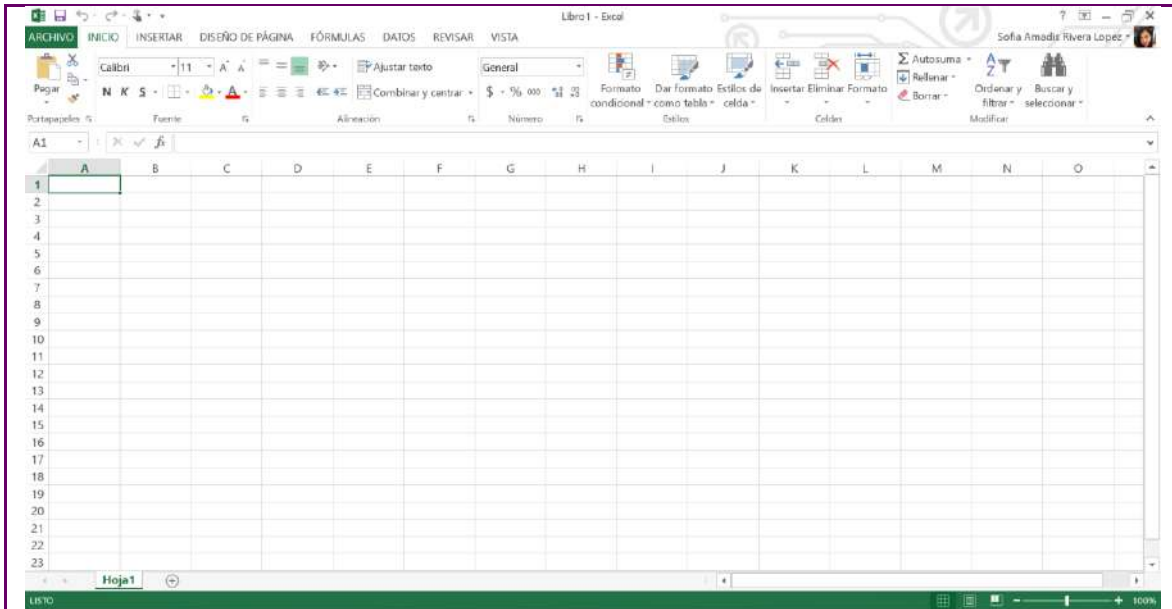 Libro1 - Excel
ARCHIVO INICIO INSERTAR DISEÑO DE PÁGINA FÓRMULAS DATOS REVISAR VISTA Sofia Amadis Rivera Lopez
Pegar
Calibri 11
N K S
Ajustar texto
Combinar y centrar
General
$ % 000
Formato condicional
Dar formato como tabla
Estilos de celda
Insertar Eliminar Formato
Autosuma
Rellenar
Borrar
Ordenar y filtrar
Buscar y seleccionar
Portapapeles Fuente Alineación Número Estilos Celdas Modificar
A1 fx
A B C D E F G H I J K L M N O
1
2
3
4
5
6
7
8
9
10
11
12
13
14
15
16
17
18
19
20
21
22
23
Hoja1
LISTO 100%